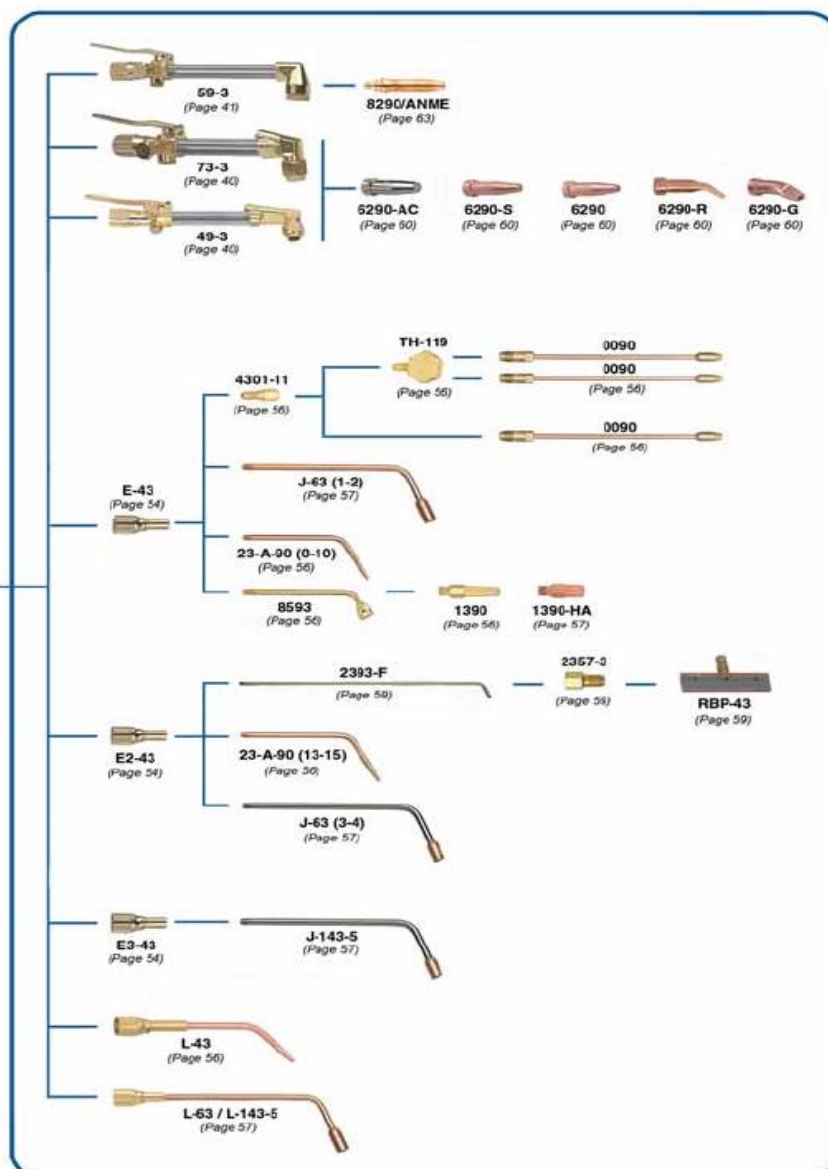 59-3
(Page 41)
8290/ANME
(Page 63)
73-3
(Page 40)
6290-AC
(Page 60)
6290-S
(Page 60)
6290
(Page 60)
6290-R
(Page 60)
6290-G
(Page 60)
49-3
(Page 40)
TH-119
(Page 56)
0090
0090
(Page 56)
4301-11
(Page 56)
0090
(Page 56)
E-43
(Page 54)
J-63 (1-2)
(Page 57)
23-A-90 (0-10)
(Page 56)
8593
(Page 56)
1390
(Page 56)
1390-HA
(Page 57)
2393-F
(Page 59)
2357-3
(Page 59)
RBP-43
(Page 59)
E2-43
(Page 54)
23-A-90 (13-15)
(Page 56)
J-63 (3-4)
(Page 57)
E3-43
(Page 54)
J-143-5
(Page 57)
L-43
(Page 56)
L-63 / L-143-5
(Page 57)